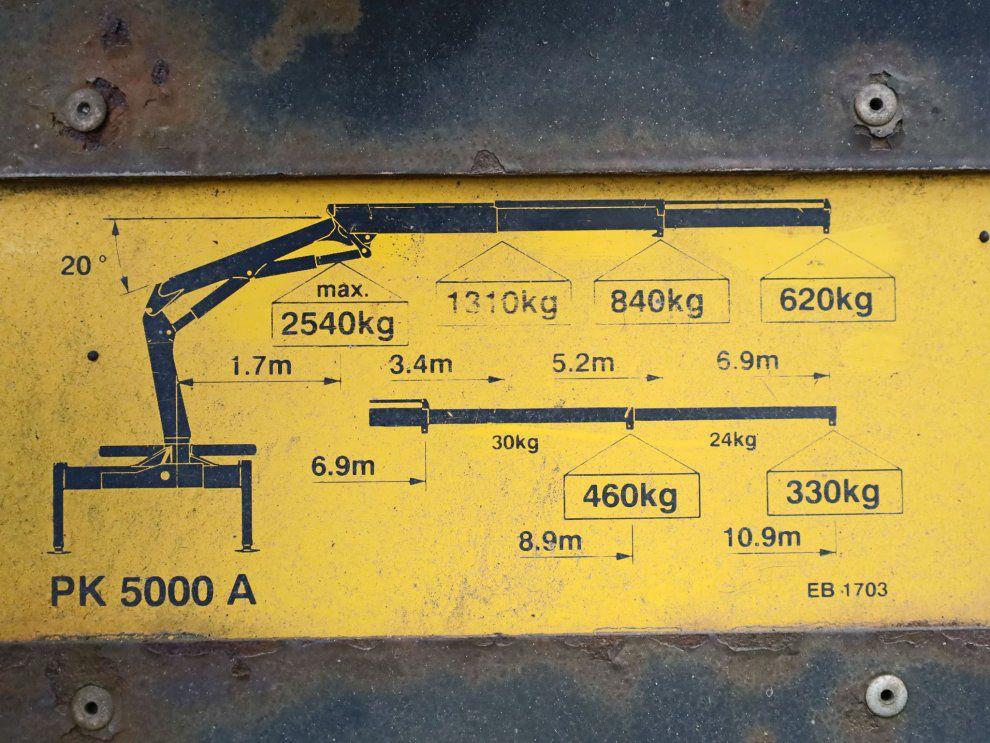 20°
max.
2540kg
1310kg
840kg
620kg
1.7m
3.4m
5.2m
6.9m
30kg
24kg
6.9m
460kg
330kg
8.9m
10.9m
PK 5000 A
EB 1703